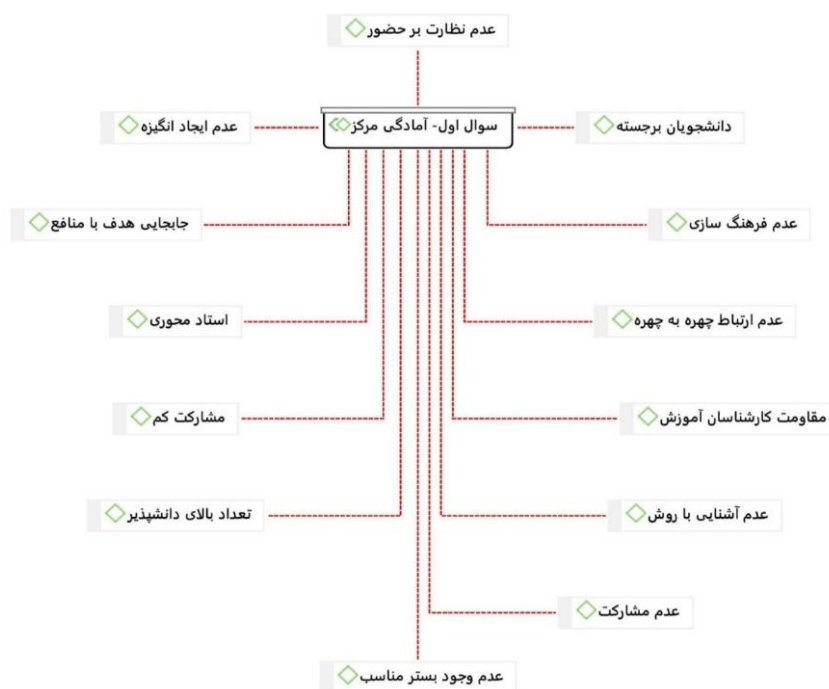 عدم نظارت بر حضور
سوال اول- آمادگی مرکز
دانشجویان برجسته
عدم ایجاد انگیزه
عدم فرهنگ سازی
جابجایی هدف با منافع
عدم ارتباط چهره به چهره
استاد محوری
مقاومت کارشناسان آموزش
مشارکت کم
عدم آشنایی با روش
تعداد بالای دانشپذیر
عدم مشارکت
عدم وجود بستر مناسب